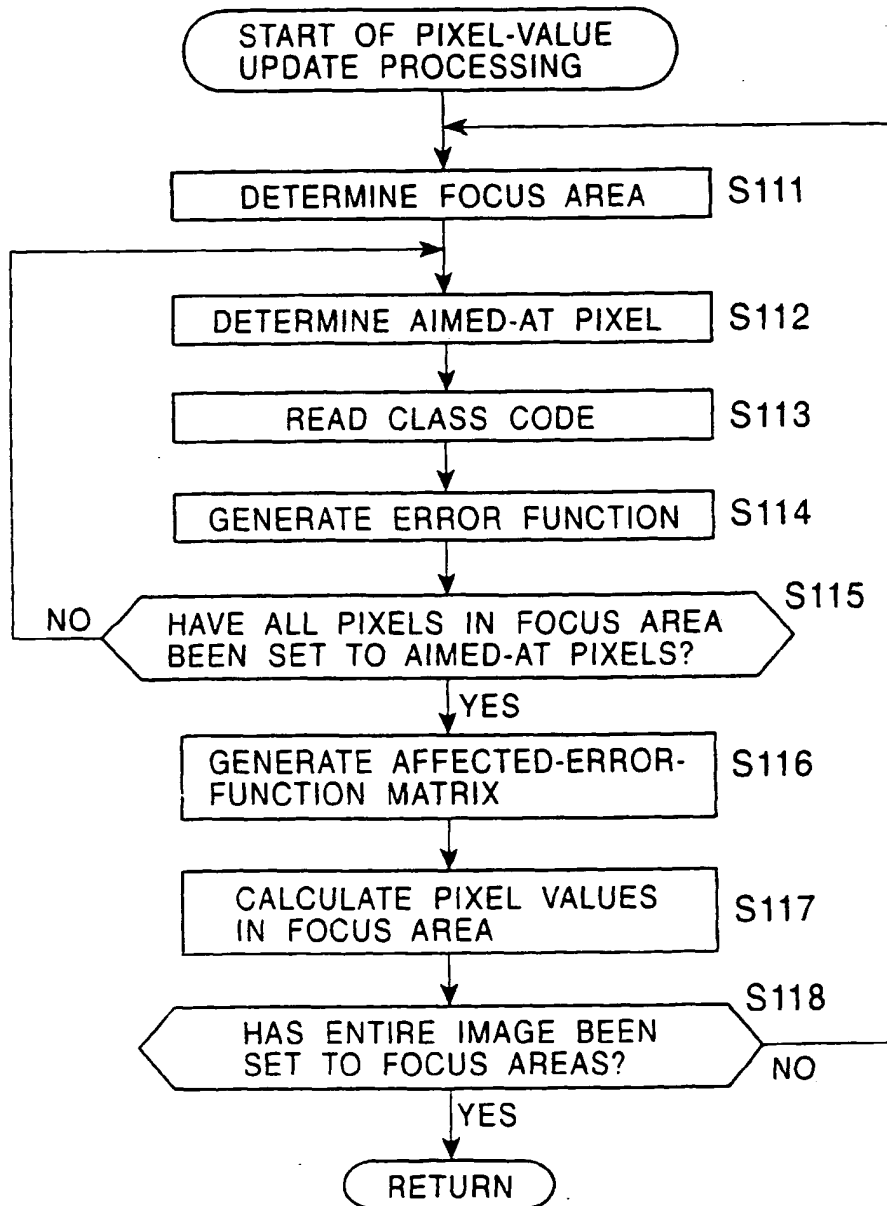 START OF PIXEL-VALUE
UPDATE PROCESSING
DETERMINE FOCUS AREA
S111
DETERMINE AIMED-AT PIXEL
S112
READ CLASS CODE
S113
GENERATE ERROR FUNCTION
S114
S115
NO
HAVE ALL PIXELS IN FOCUS AREA
BEEN SET TO AIMED-AT PIXELS?
YES
GENERATE AFFECTED-ERROR-
FUNCTION MATRIX
S116
CALCULATE PIXEL VALUES
IN FOCUS AREA
S117
S118
HAS ENTIRE IMAGE BEEN
SET TO FOCUS AREAS?
NO
YES
RETURN